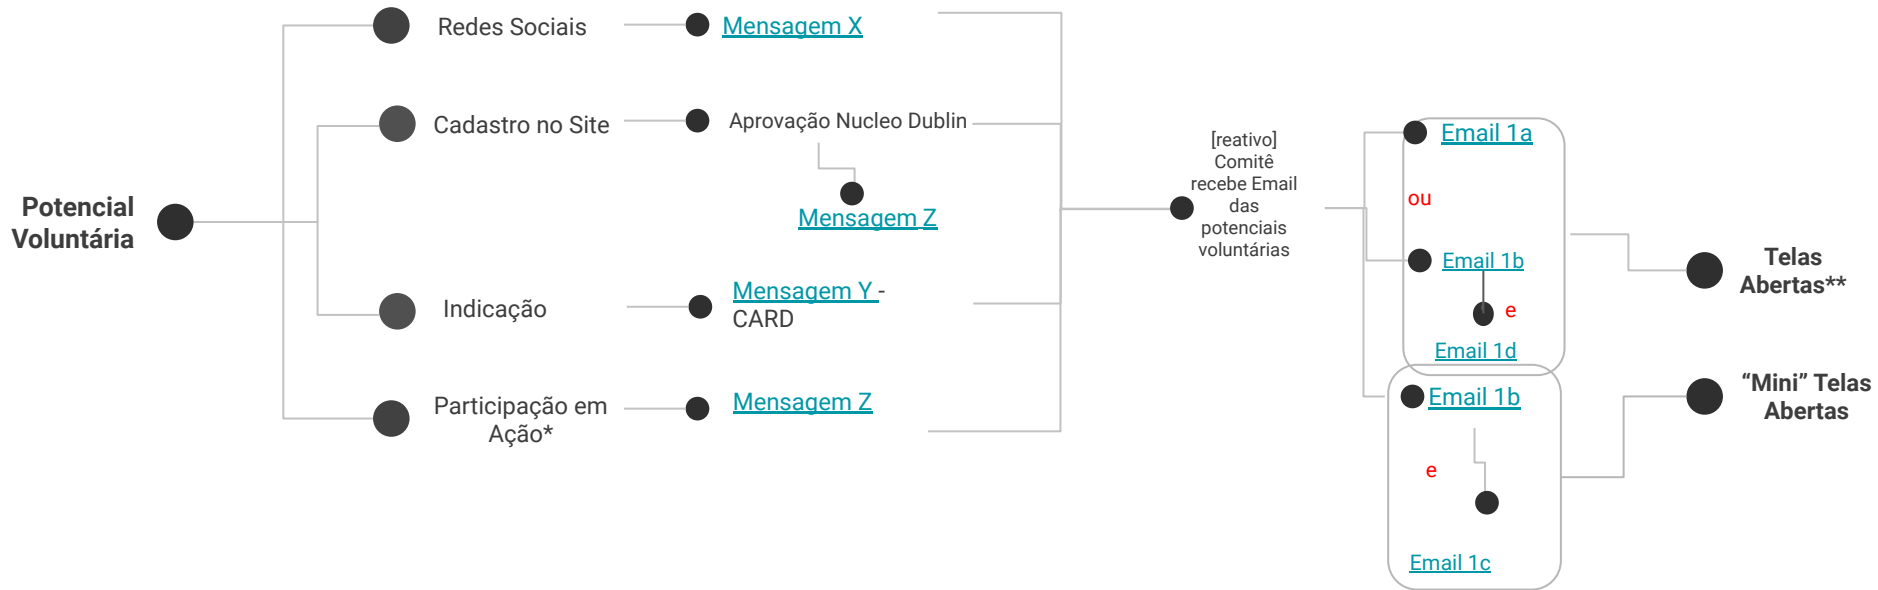 Potencial
Voluntária
Redes Sociais
Mensagem X
Cadastro no Site
Aprovação Nucleo Dublin
Mensagem Z
Indicação
Mensagem Y -
CARD
Participação em
Ação*
Mensagem Z
[reativo]
Comitê
recebe Email
das
potenciais
voluntárias
Email 1a
ou
Email 1b
e
Email 1d
Email 1b
e
Email 1c
Telas
Abertas**
“Mini” Telas
Abertas